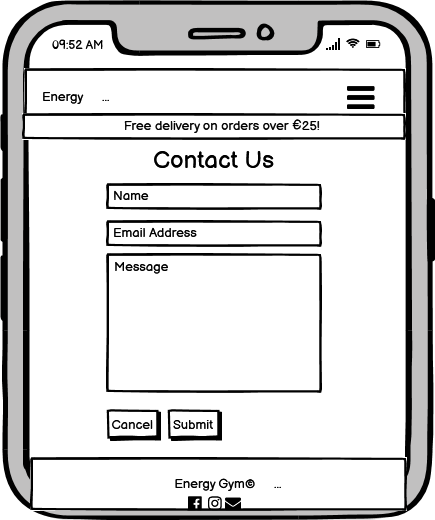 09:52 AM
Energy ...
Free delivery on orders over €25!
Contact Us
Name
Email Address
Message
Cancel Submit
Energy Gym© ...